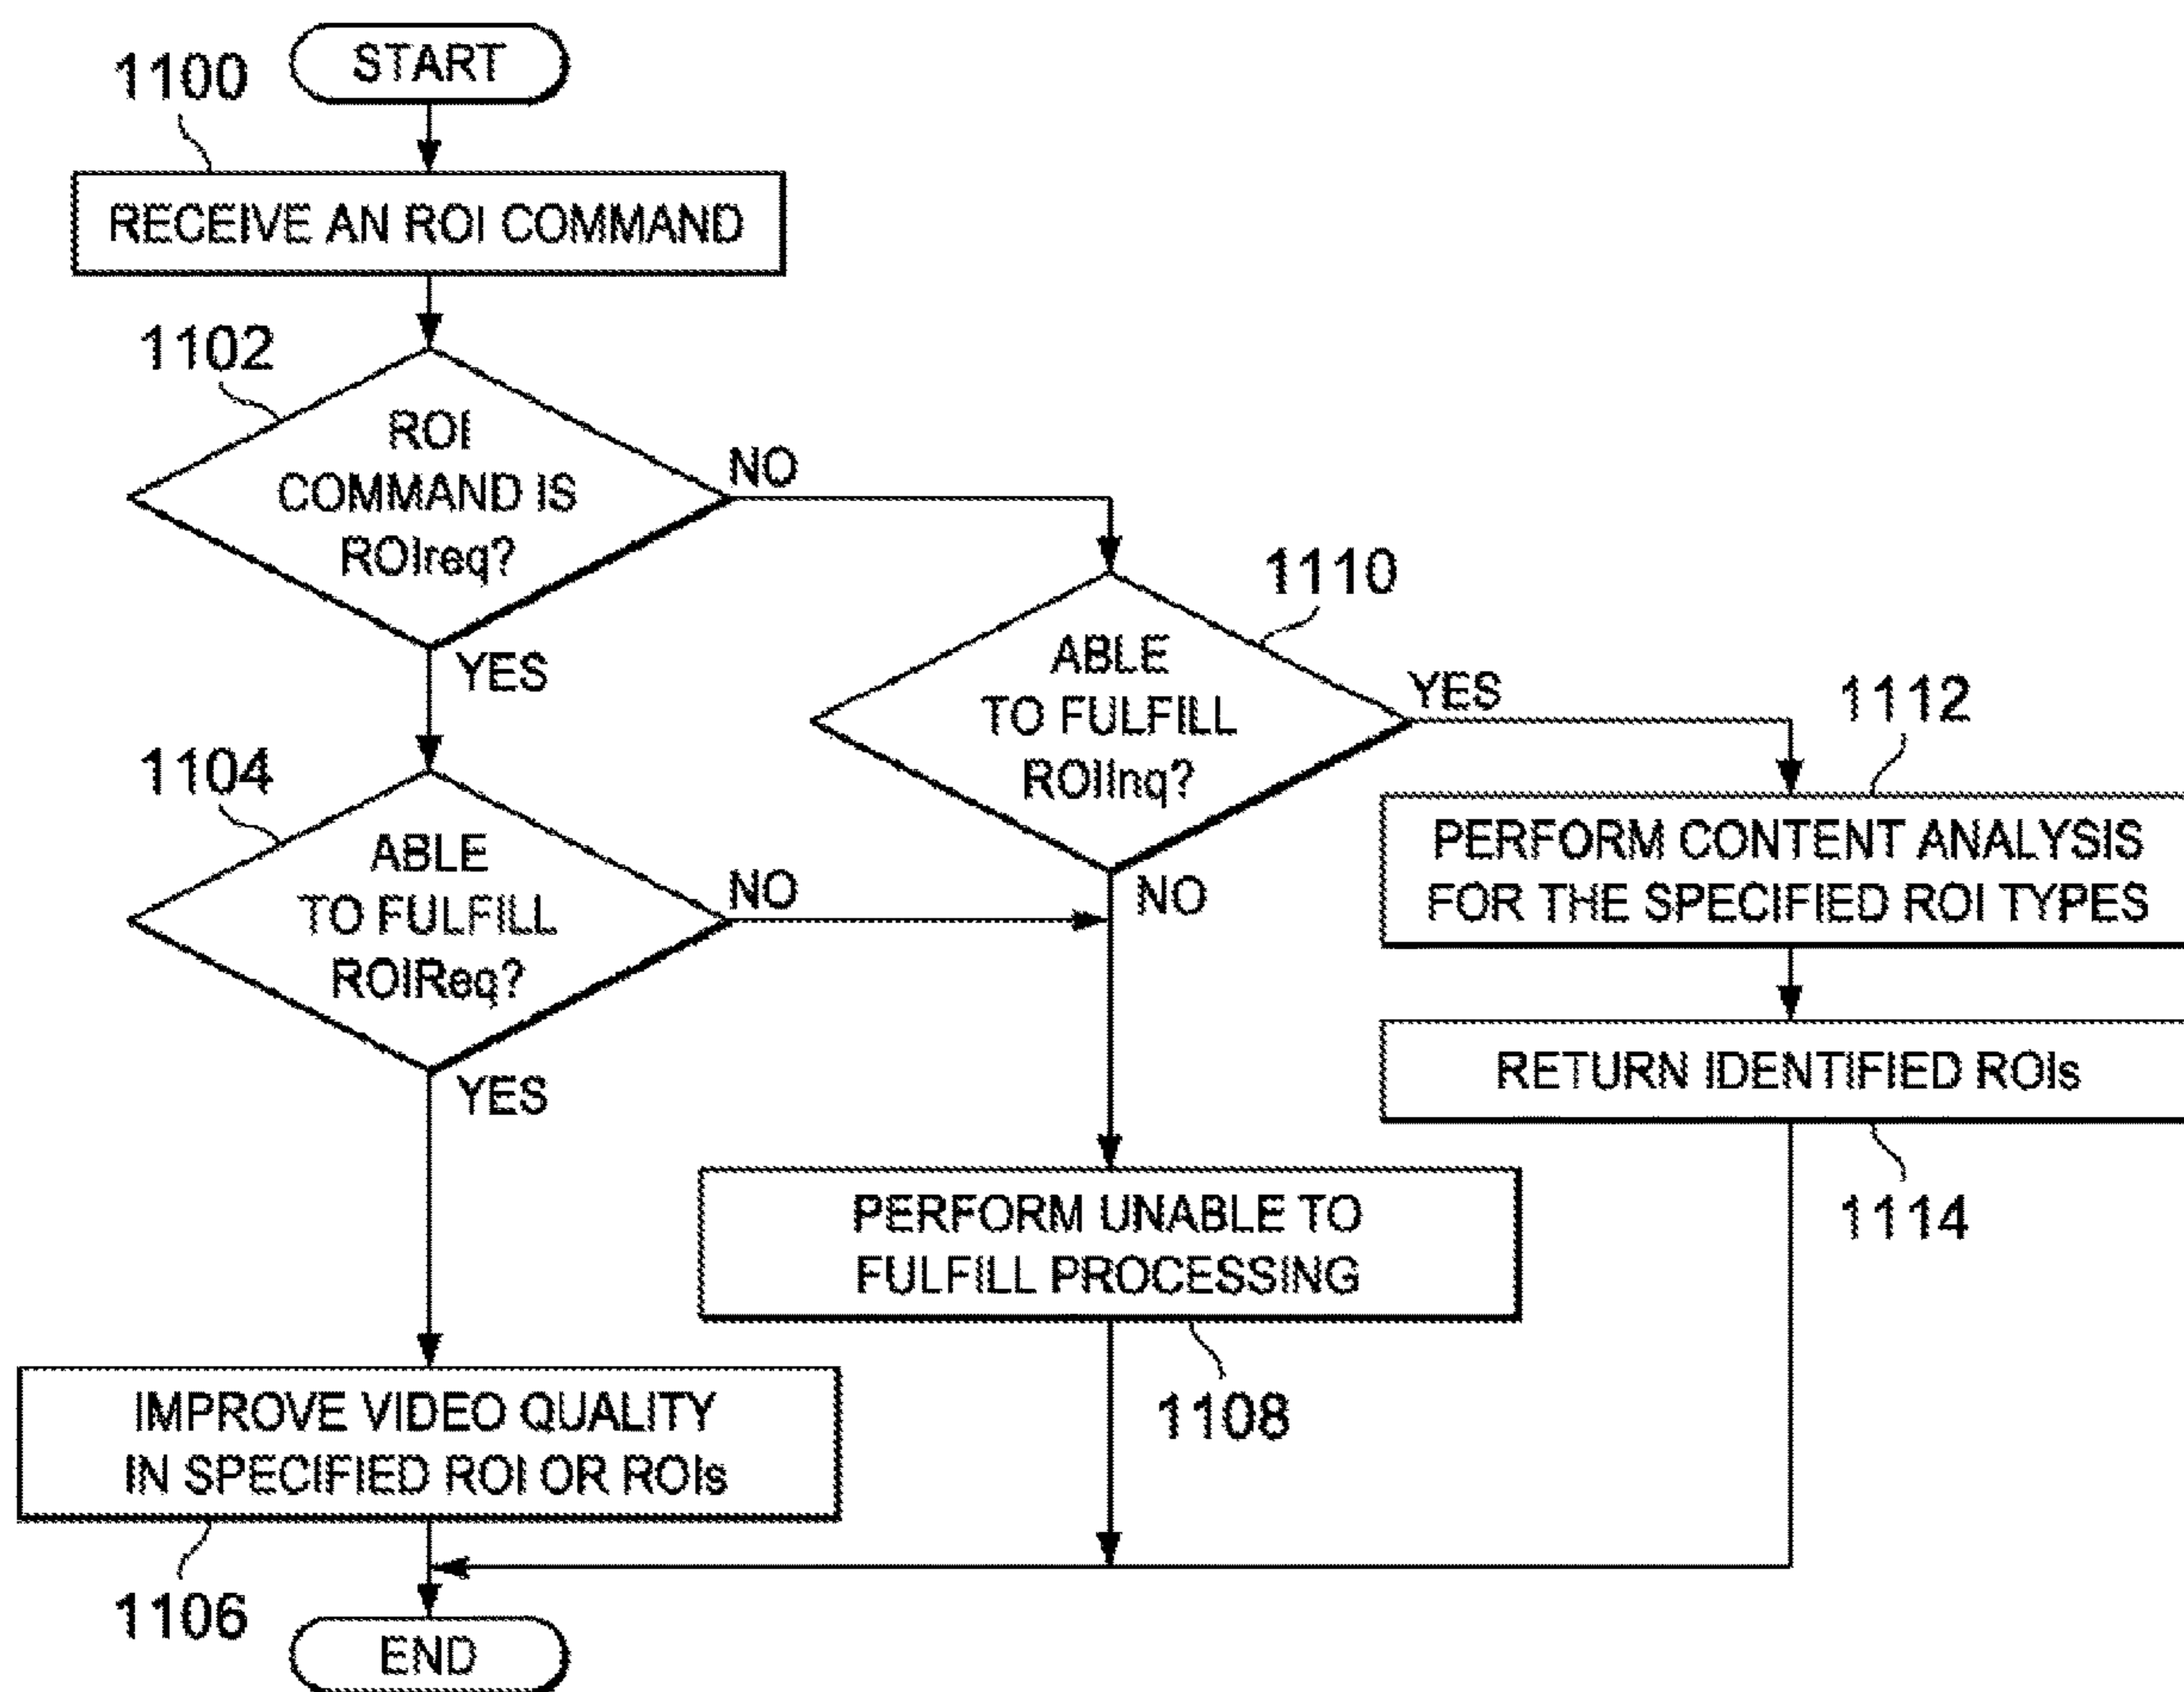 START
1100
RECEIVE AN ROI COMMAND
1102
ROI
COMMAND IS
ROIreq?
NO
YES
1110
ABLE
TO FULFILL
ROIInq?
YES
NO
1104
ABLE
TO FULFILL
ROIReq?
NO
YES
1112
PERFORM CONTENT ANALYSIS
FOR THE SPECIFIED ROI TYPES
RETURN IDENTIFIED ROIs
1114
PERFORM UNABLE TO
FULFILL PROCESSING
1108
IMPROVE VIDEO QUALITY
IN SPECIFIED ROI OR ROIs
1106
END